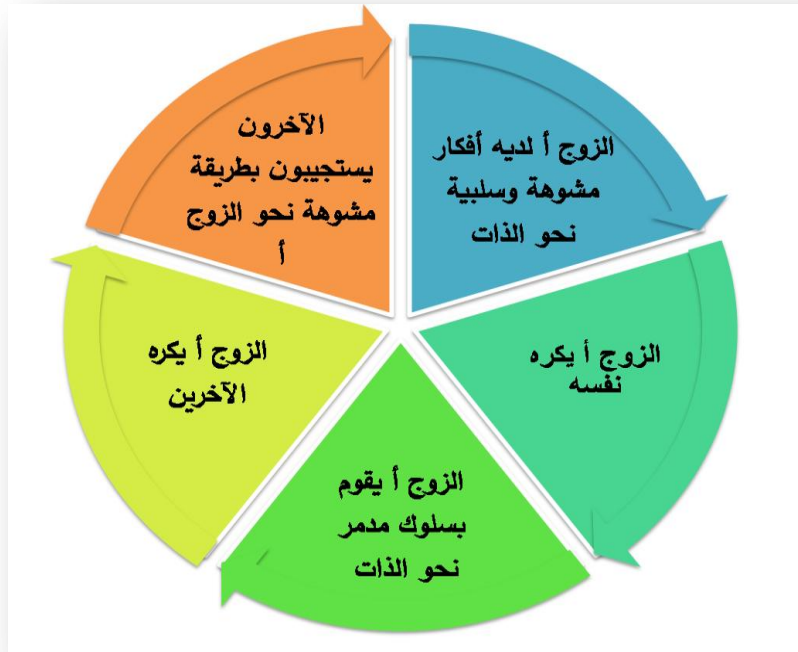 الزوج أ لديه أفكار
مشوهة وسلبية
نحو الذات
الزوج أ يكره
نفسه
الزوج أ يقوم
بسلوك مدمر
نحو الذات
الزوج أ يكره
الآخرين
الآخرون
يستجيبون بطريقة
مشوهة نحو الزوج
أ